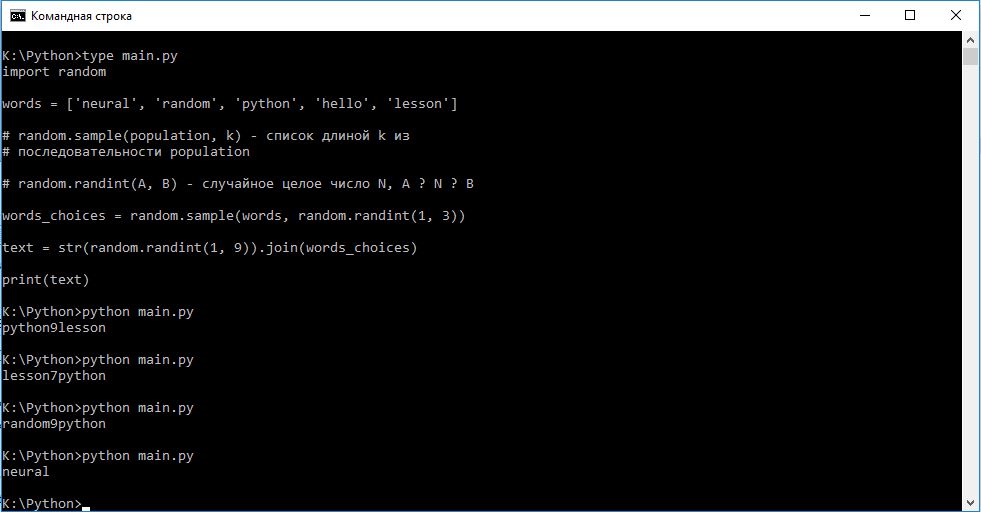 Командная строка
K:\Python>type main.py
import random
words = ['neural', 'random', 'python', 'hello', 'lesson']
# random.sample(population, k) - список длиной k из
# последовательности population
# random.randint(A, B) - случайное целое число N, A ? N ? B
words_choices = random.sample(words, random.randint(1, 3))
text = str(random.randint(1, 9)).join(words_choices)
print(text)
K:\Python>python main.py
python9lesson
K:\Python>python main.py
lesson7python
K:\Python>python main.py
random9python
K:\Python>python main.py
neural
K:\Python>